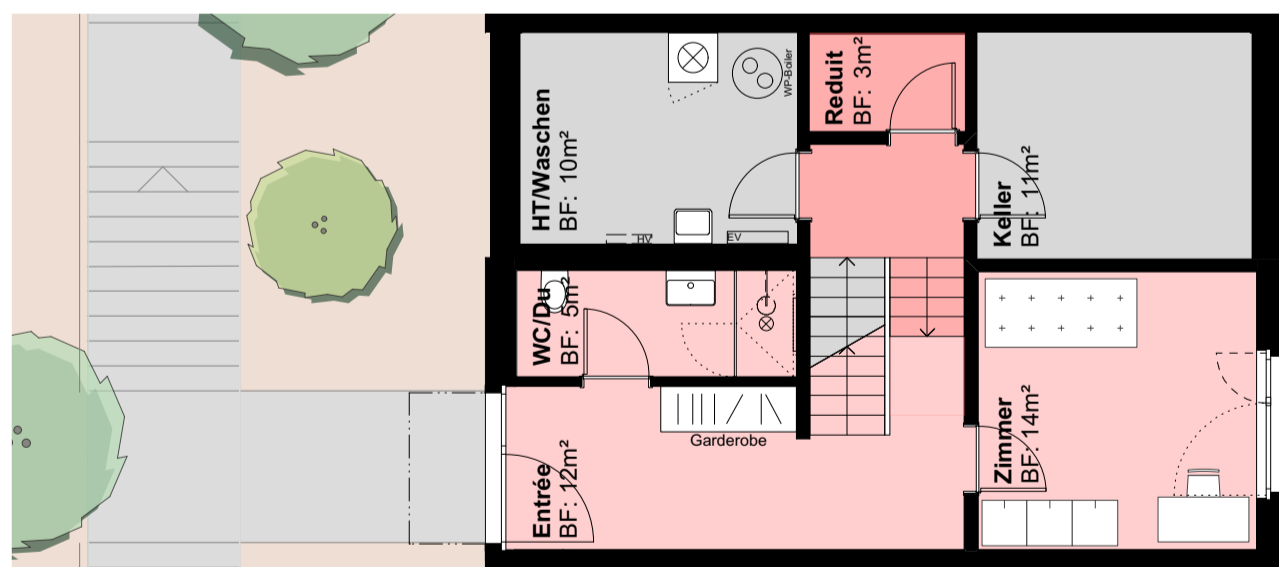 HT/Waschen
BF: 10m²
WP-Boiler
HV
EV
Reduit
BF: 3m²
Keller
BF: 11m²
WC/Du
BF: 5m²
Garderobe
Entrée
BF: 12m²
Zimmer
BF: 14m²